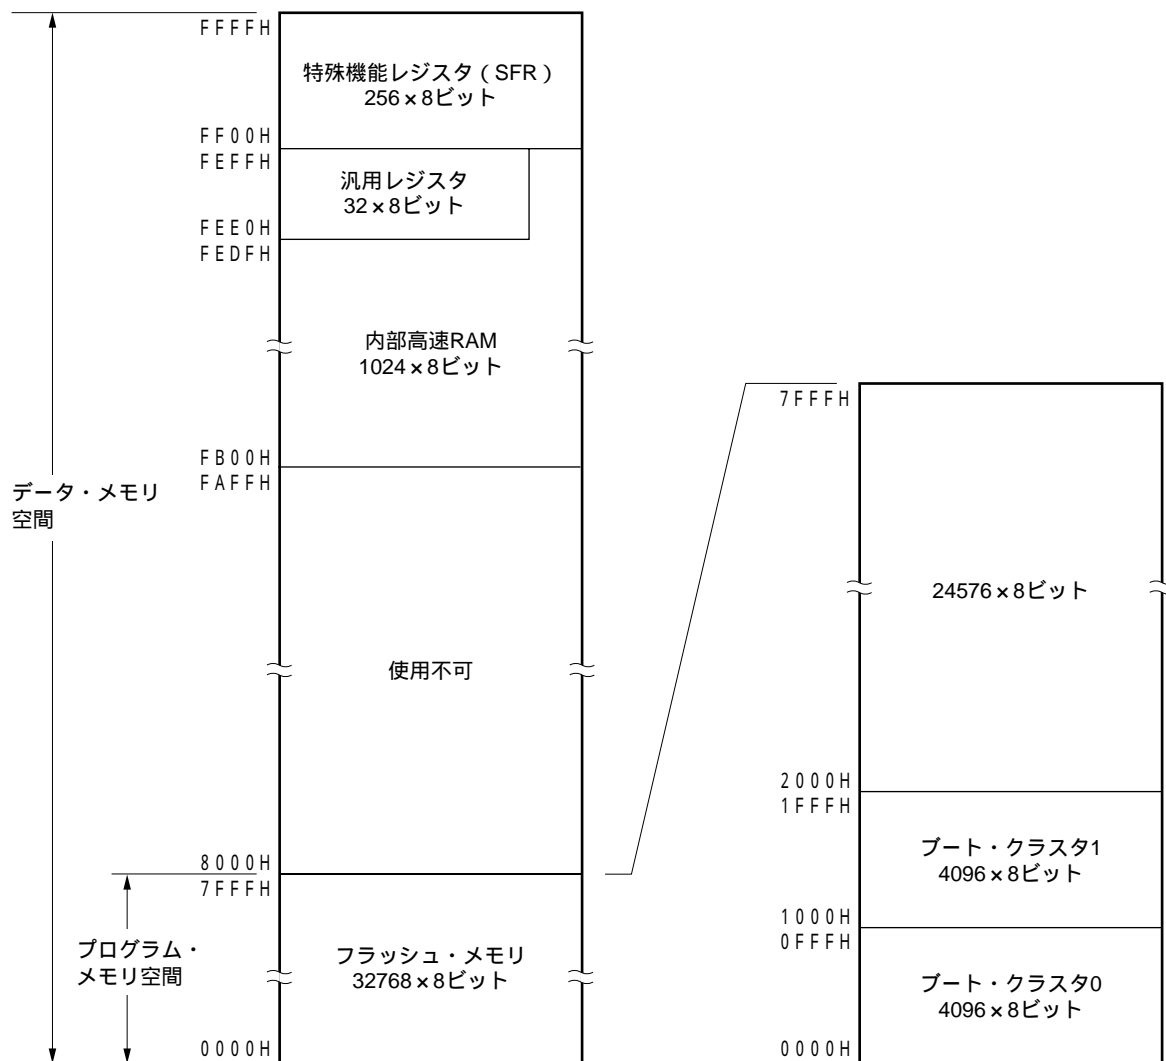 FFFFH
特殊機能レジスタ(SFR)
256×8ビット
FF00H
FEFFH
汎用レジスタ
32×8ビット
FEE0H
FEDFH
内部高速RAM
1024×8ビット
FB00H
FAFFH
データ・メモリ
空間
使用不可
8000H
7FFFH
プログラム・
メモリ空間
フラッシュ・メモリ
32768×8ビット
0000H
7FFFH
24576×8ビット
2000H
1FFFH
ブート・クラスタ1
4096×8ビット
1000H
0FFFH
ブート・クラスタ0
4096×8ビット
0000H